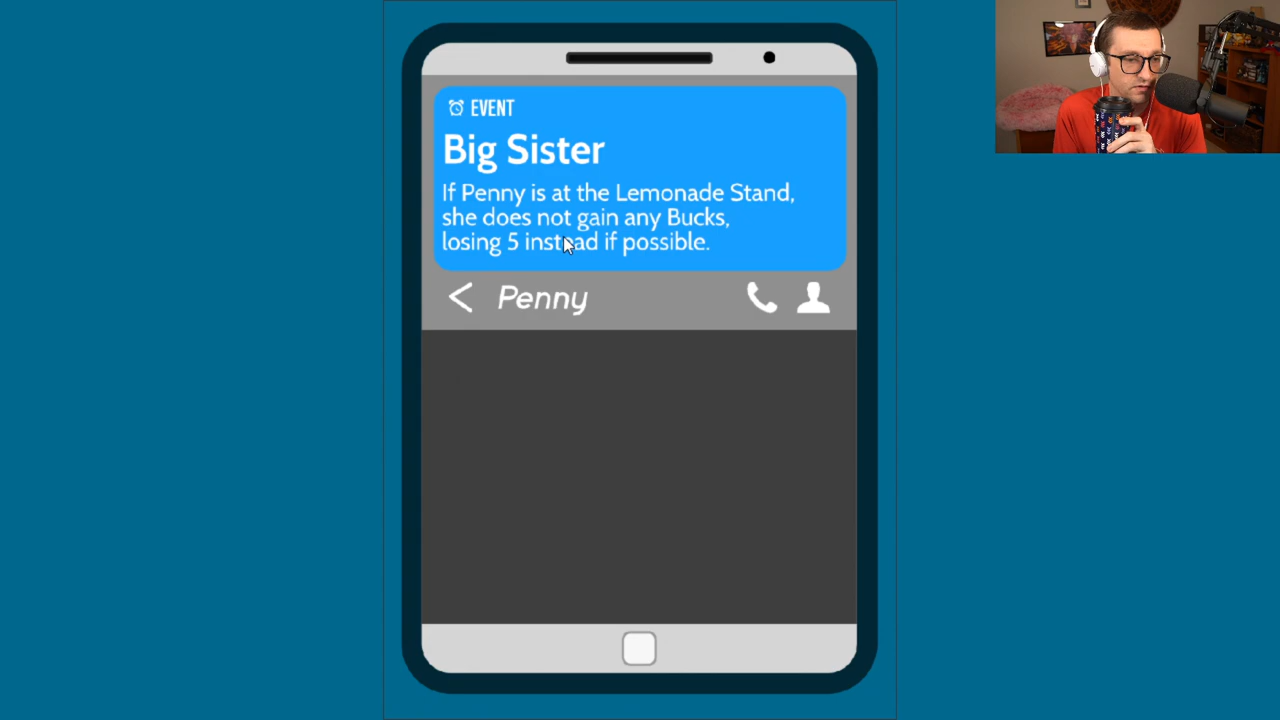 EVENT
Big Sister
If Penny is at the Lemonade Stand,
she does not gain any Bucks,
losing 5 instead if possible.
Penny